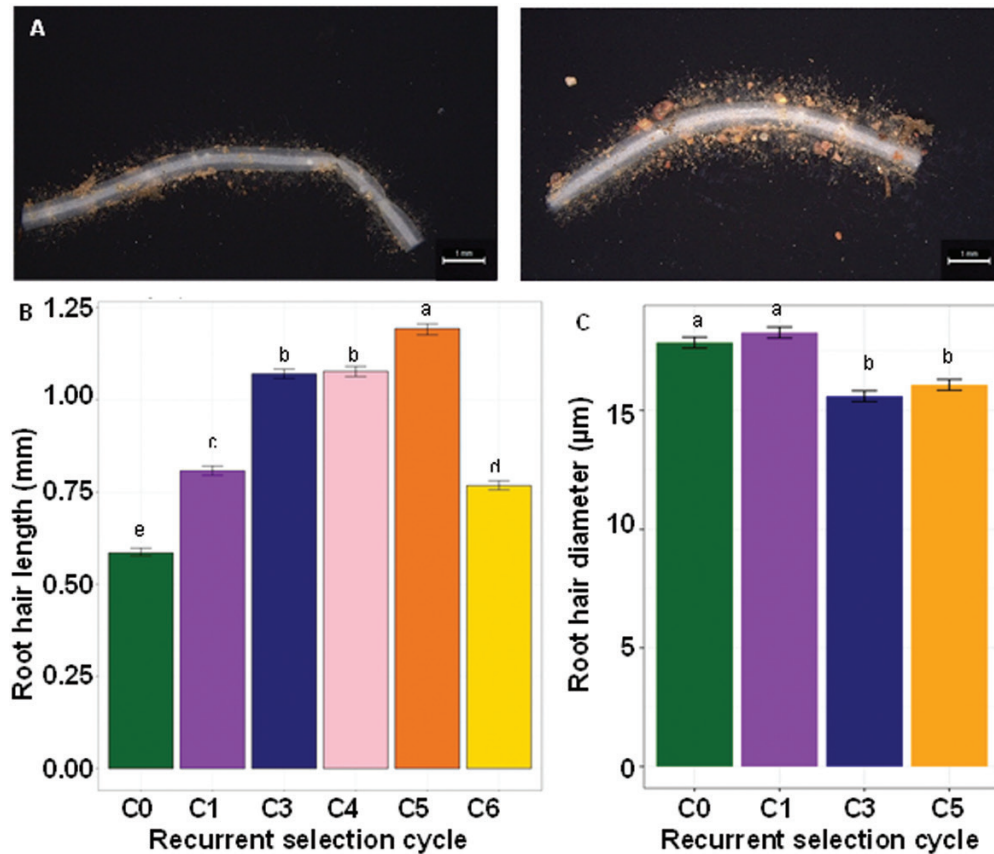 A
1 mm
1 mm
B
Root hair length (mm)
1.25
1.00
0.75
0.50
0.25
0.00
e
c
b
b
a
d
C0 C1 C3 C4 C5 C6
Recurrent selection cycle
C
Root hair diameter (µm)
15
10
5
0
a
a
b
b
C0 C1 C3 C5
Recurrent selection cycle